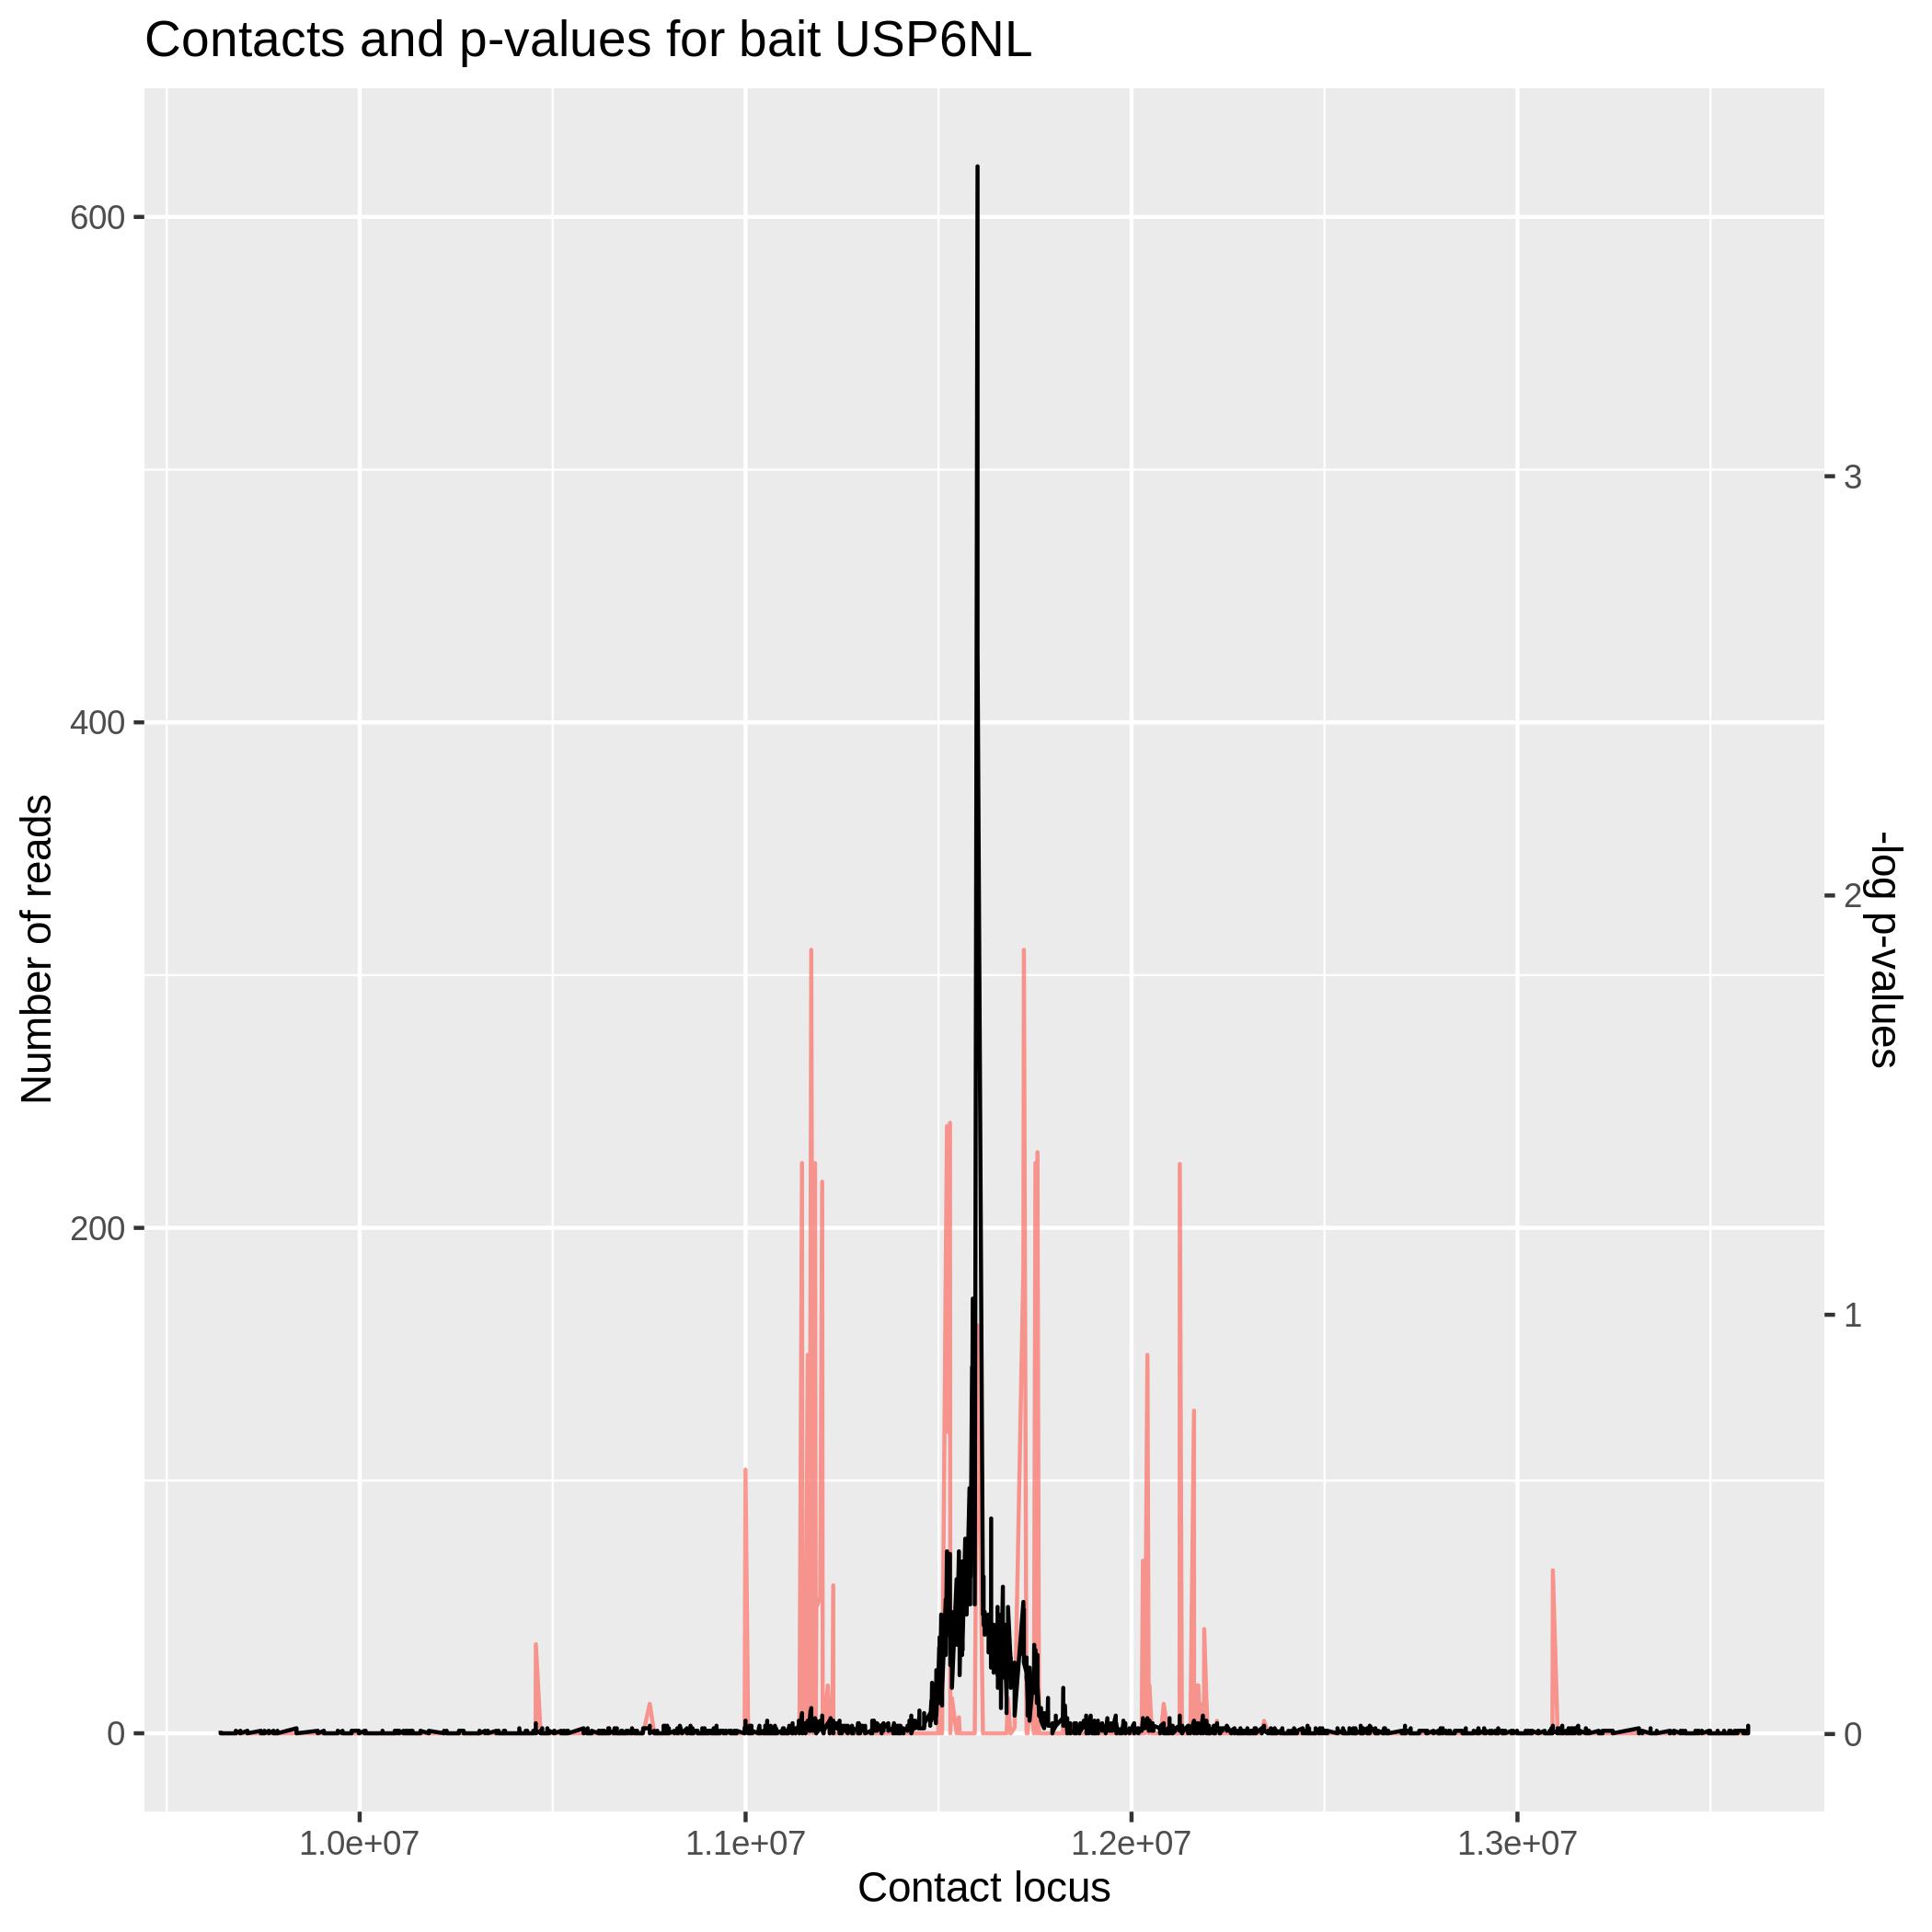 Contacts and p-values for bait USP6NL
600
400
200
0
Number of reads
3
2
1
0
-log p-values
1.0e+07
1.1e+07
1.2e+07
1.3e+07
Contact locus